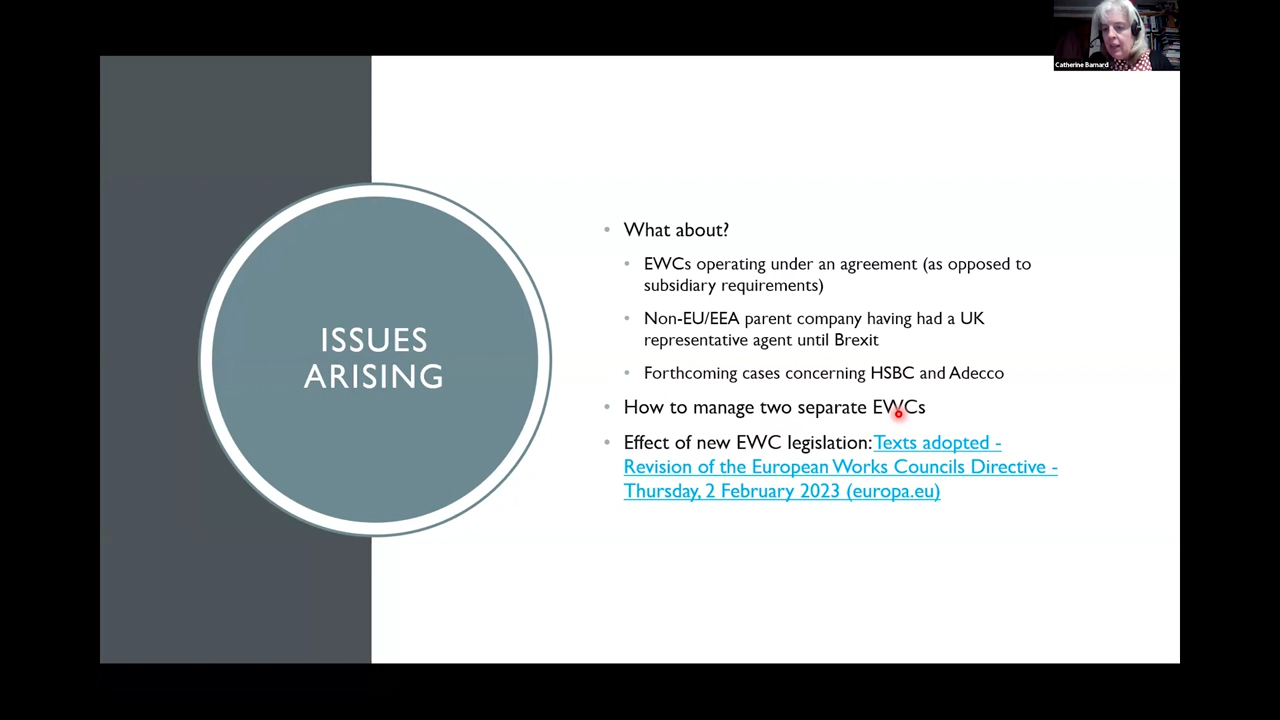 Catherine Barnard
ISSUES
ARISING
• What about?
• EWCs operating under an agreement (as opposed to
subsidiary requirements)
• Non-EU/EEA parent company having had a UK
representative agent until Brexit
• Forthcoming cases concerning HSBC and Adecco
• How to manage two separate EWCs
• Effect of new EWC legislation: Texts adopted -
Revision of the European Works Councils Directive -
Thursday, 2 February 2023 (europa.eu)